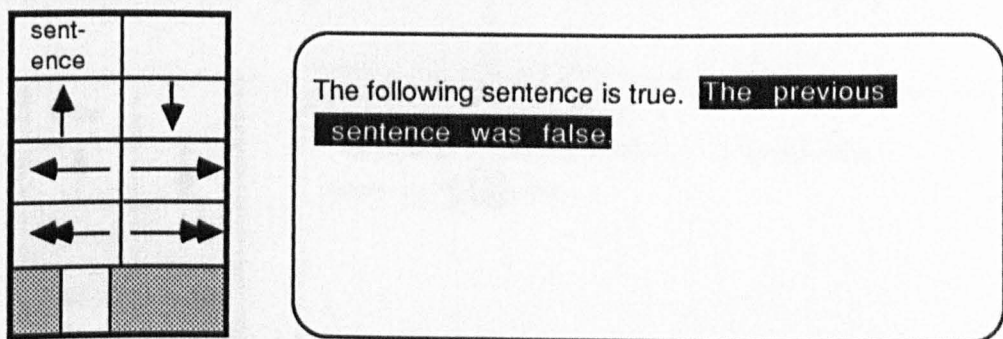 sent-
ence
The following sentence is true. The previous
sentence was false.